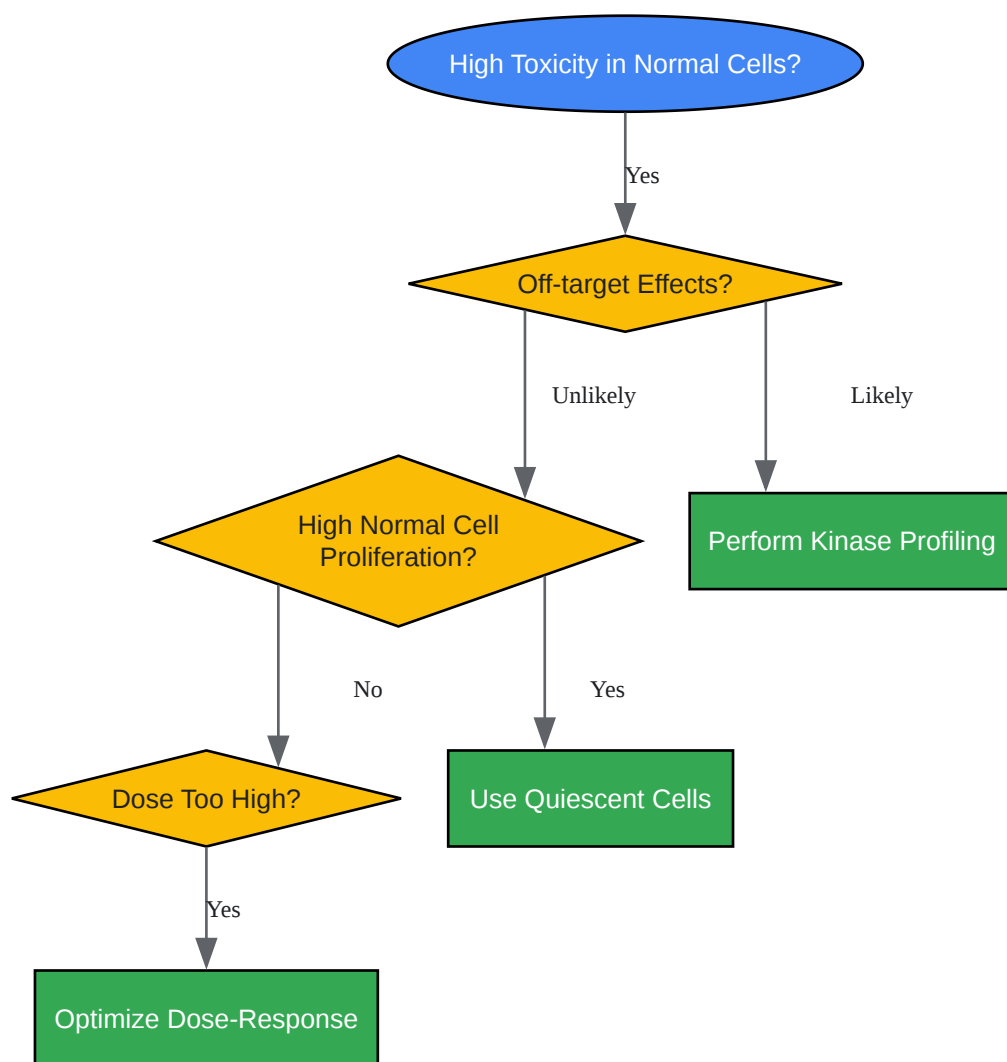 High Toxicity in Normal Cells?
Yes
Off-target Effects?
Unlikely
Likely
High Normal Cell
Proliferation?
Perform Kinase Profiling
No
Yes
Dose Too High?
Use Quiescent Cells
Yes
Optimize Dose-Response